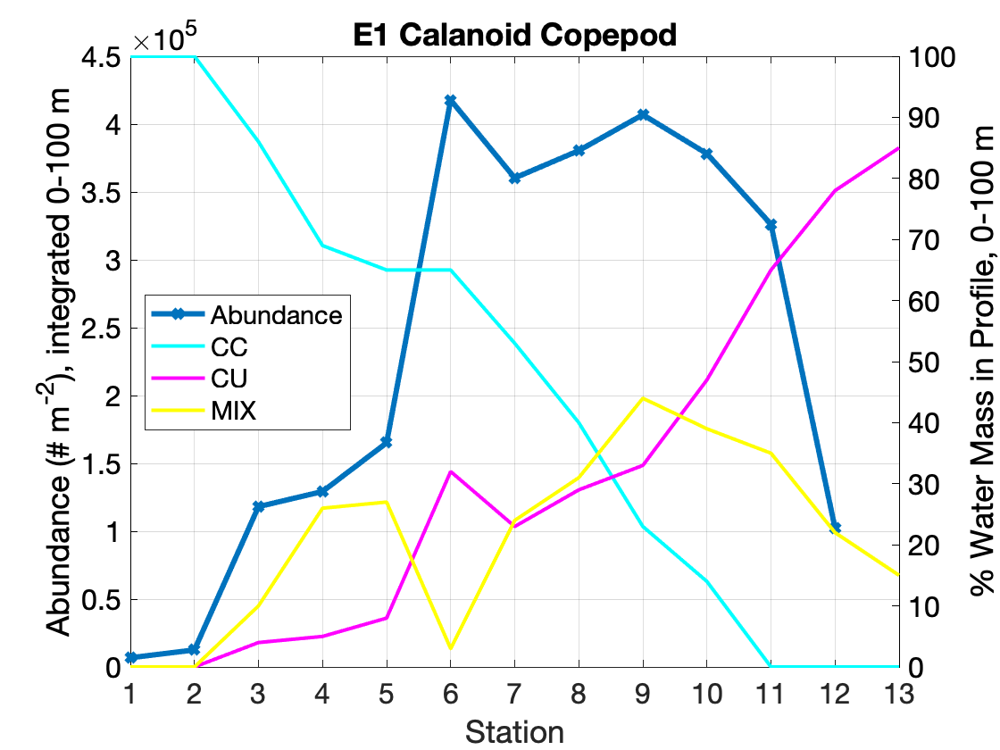 E1 Calanoid Copepod
×10⁵
4.5
4
3.5
3
2.5
2
1.5
1
0.5
0
Abundance (# m⁻²), integrated 0-100 m
Abundance
CC
CU
MIX
100
90
80
70
60
50
40
30
20
10
0
% Water Mass in Profile, 0-100 m
1 2 3 4 5 6 7 8 9 10 11 12 13
Station